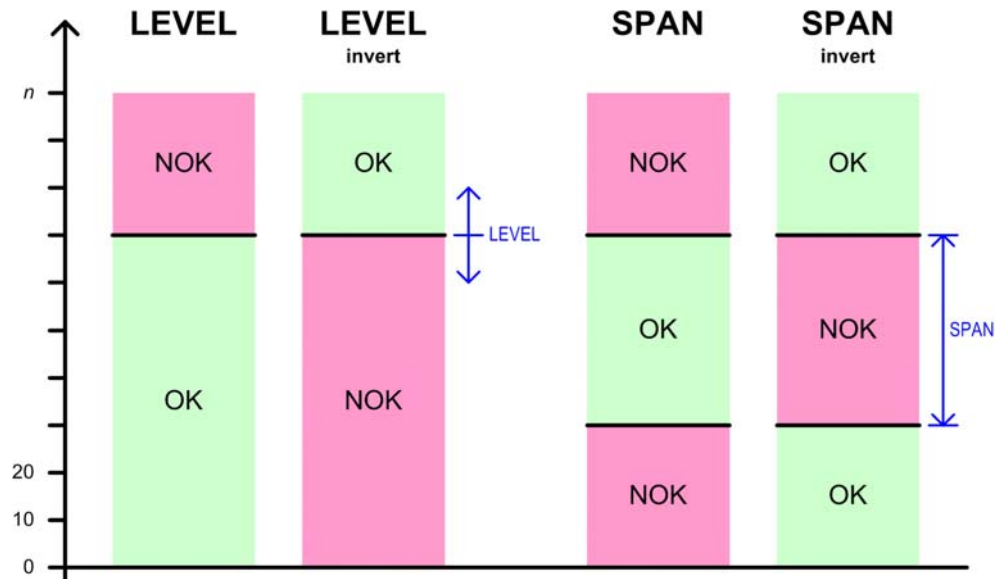 LEVEL LEVEL SPAN SPAN
invert invert
n
NOK OK NOK OK
LEVEL
OK NOK
SPAN
OK NOK
20
NOK OK
10
0